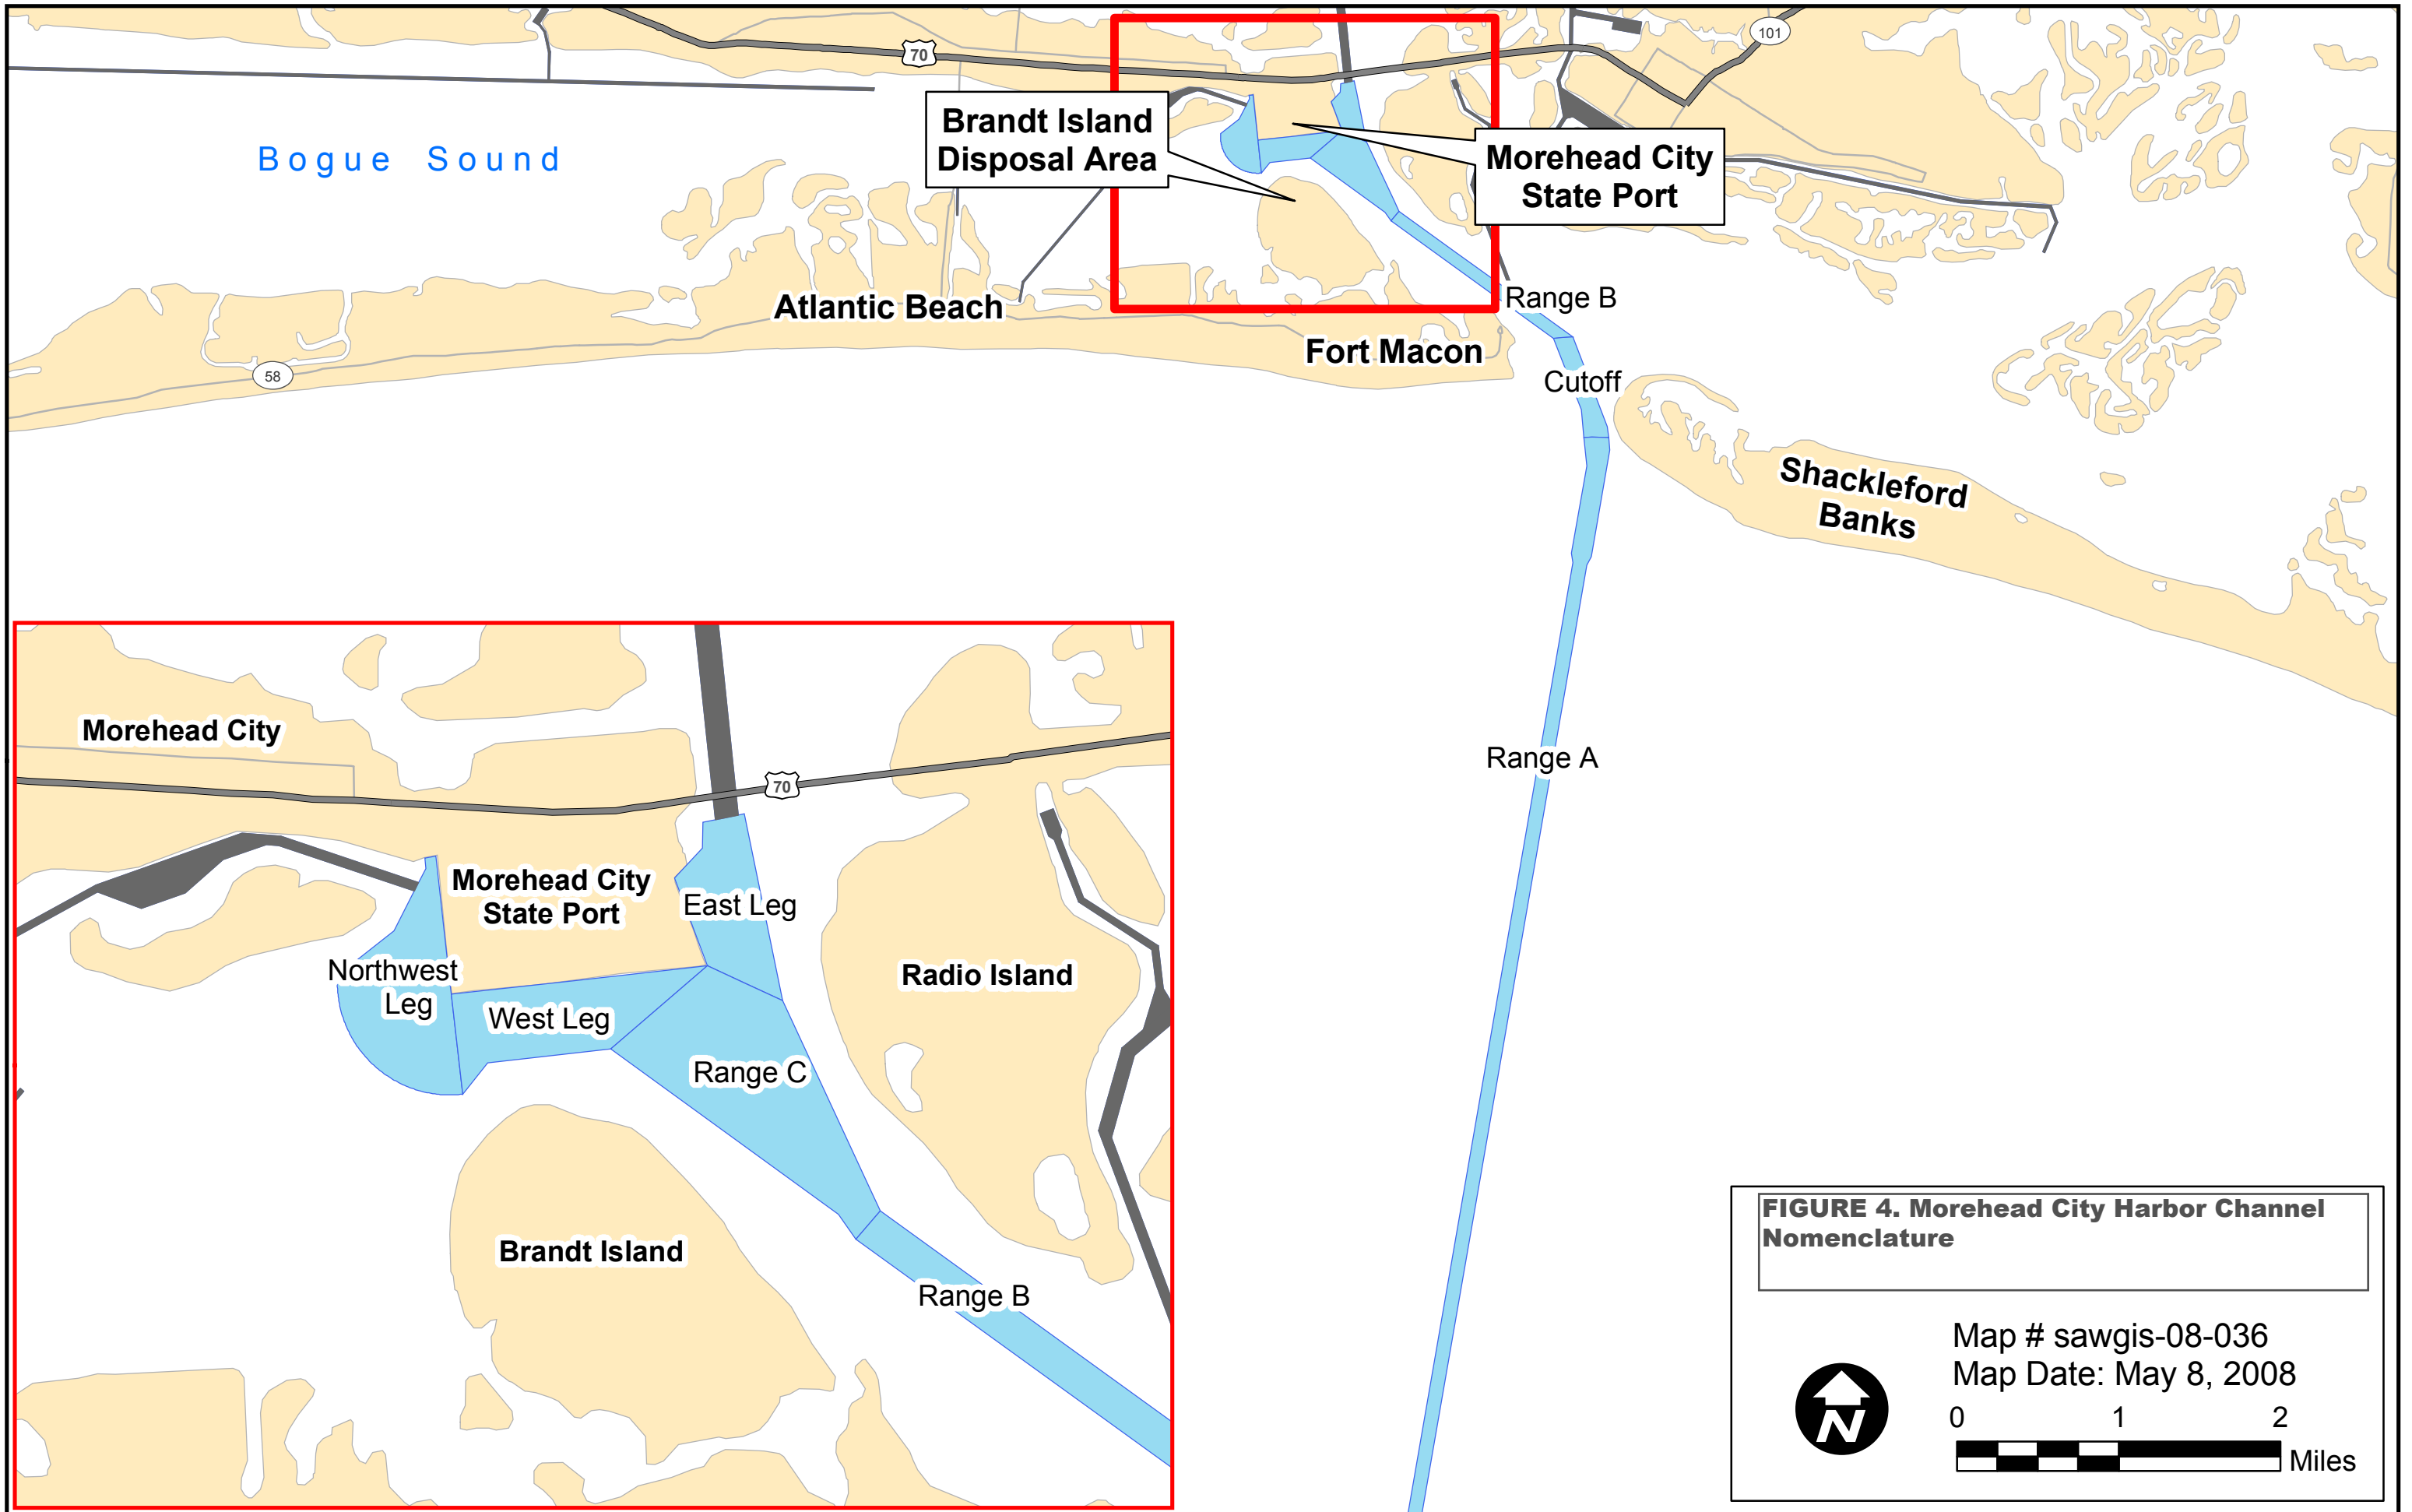 70
101
Brandt Island
Disposal Area
Bogue Sound
Morehead City
State Port
Atlantic Beach
Range B
Fort Macon
58
Cutoff
Shackleford
Banks
Range A
Morehead City
70
Morehead City
State Port
East Leg
Northwest
Leg
Radio Island
West Leg
Range C
Brandt Island
Range B
FIGURE 4. Morehead City Harbor Channel
Nomenclature
Map # sawgis-08-036
Map Date: May 8, 2008
N
0 1 2
Miles